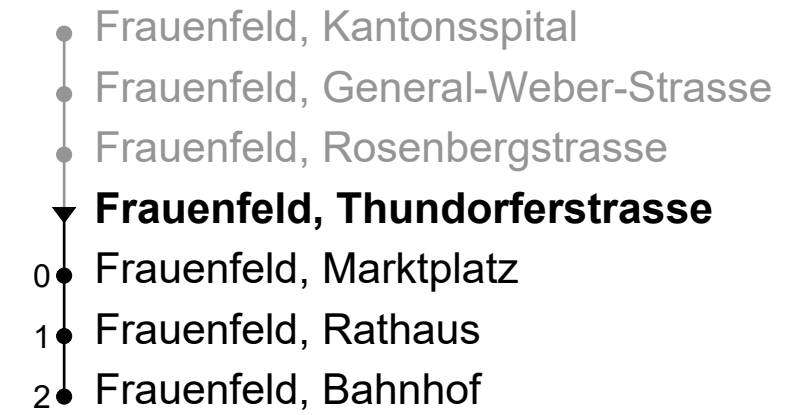 Frauenfeld, Kantonsspital
Frauenfeld, General-Weber-Strasse
Frauenfeld, Rosenbergstrasse
Frauenfeld, Thundorferstrasse
0 Frauenfeld, Marktplatz
1 Frauenfeld, Rathaus
2 Frauenfeld, Bahnhof